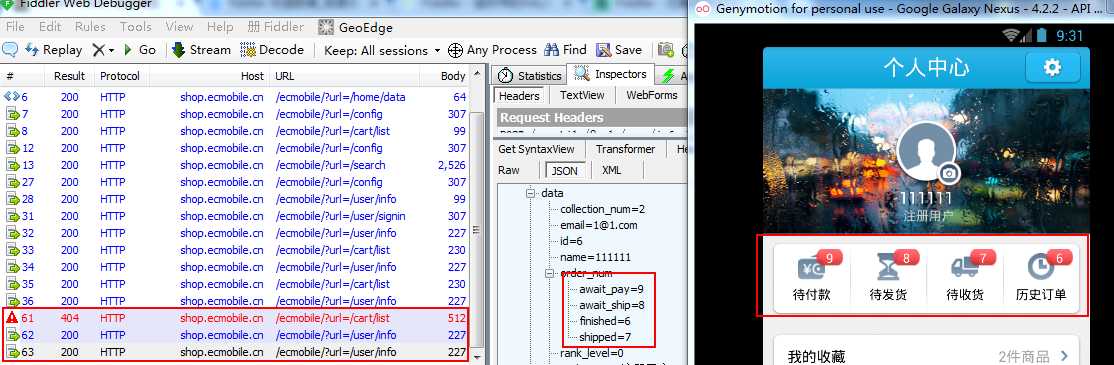 Fiddler Web Debugger
File Edit Rules Tools View Help Fiddler GeoEdge
Replay Go Stream Decode Keep: All sessions Any Process Find Save
# Result Protocol Host URL Body
6 200 HTTP shop.ecmobile.cn /ecmobile/?url=/home/data 64
7 200 HTTP shop.ecmobile.cn /ecmobile/?url=/config 307
8 200 HTTP shop.ecmobile.cn /ecmobile/?url=/cart/list 99
12 200 HTTP shop.ecmobile.cn /ecmobile/?url=/config 307
13 200 HTTP shop.ecmobile.cn /ecmobile/?url=/search 2,526
27 200 HTTP shop.ecmobile.cn /ecmobile/?url=/config 307
28 200 HTTP shop.ecmobile.cn /ecmobile/?url=/user/info 99
31 200 HTTP shop.ecmobile.cn /ecmobile/?url=/user/signin 307
32 200 HTTP shop.ecmobile.cn /ecmobile/?url=/user/info 227
33 200 HTTP shop.ecmobile.cn /ecmobile/?url=/cart/list 230
34 200 HTTP shop.ecmobile.cn /ecmobile/?url=/user/info 227
35 200 HTTP shop.ecmobile.cn /ecmobile/?url=/cart/list 230
36 200 HTTP shop.ecmobile.cn /ecmobile/?url=/user/info 227
61 404 HTTP shop.ecmobile.cn /ecmobile/?url=/cart/list 512
62 200 HTTP shop.ecmobile.cn /ecmobile/?url=/user/info 227
63 200 HTTP shop.ecmobile.cn /ecmobile/?url=/user/info 227
Statistics Inspectors
Headers TextView WebForms
Request Headers
Get SyntaxView Transformer
Raw JSON XML
data
collection_num=2
email=1@1.com
id=6
name=111111
order_num
await_pay=9
await_ship=8
finished=6
shipped=7
rank_level=0
Genymotion for personal use - Google Galaxy Nexus - 4.2.2 - API ...
9:31
个人中心
111111
注册用户
9 8 7 6
待付款 待发货 待收货 历史订单
我的收藏 2件商品